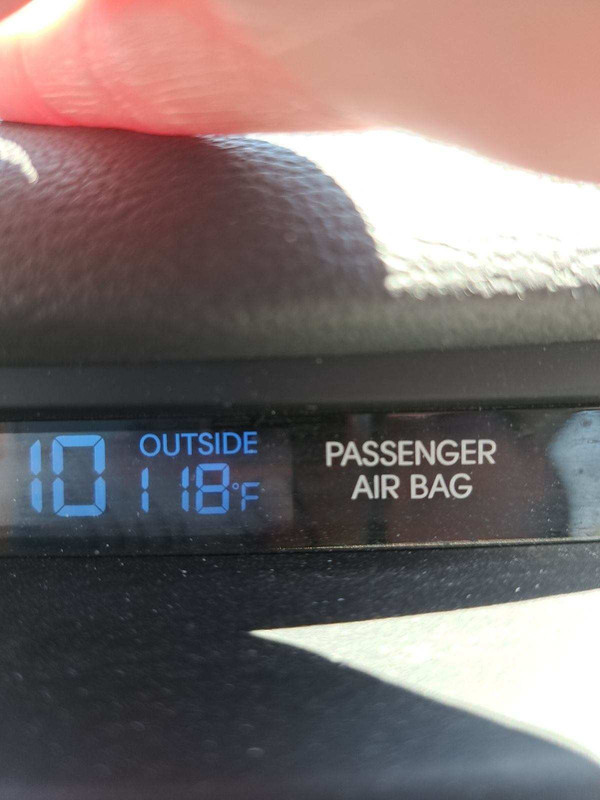 10 OUTSIDE
118°F
PASSENGER
AIR BAG